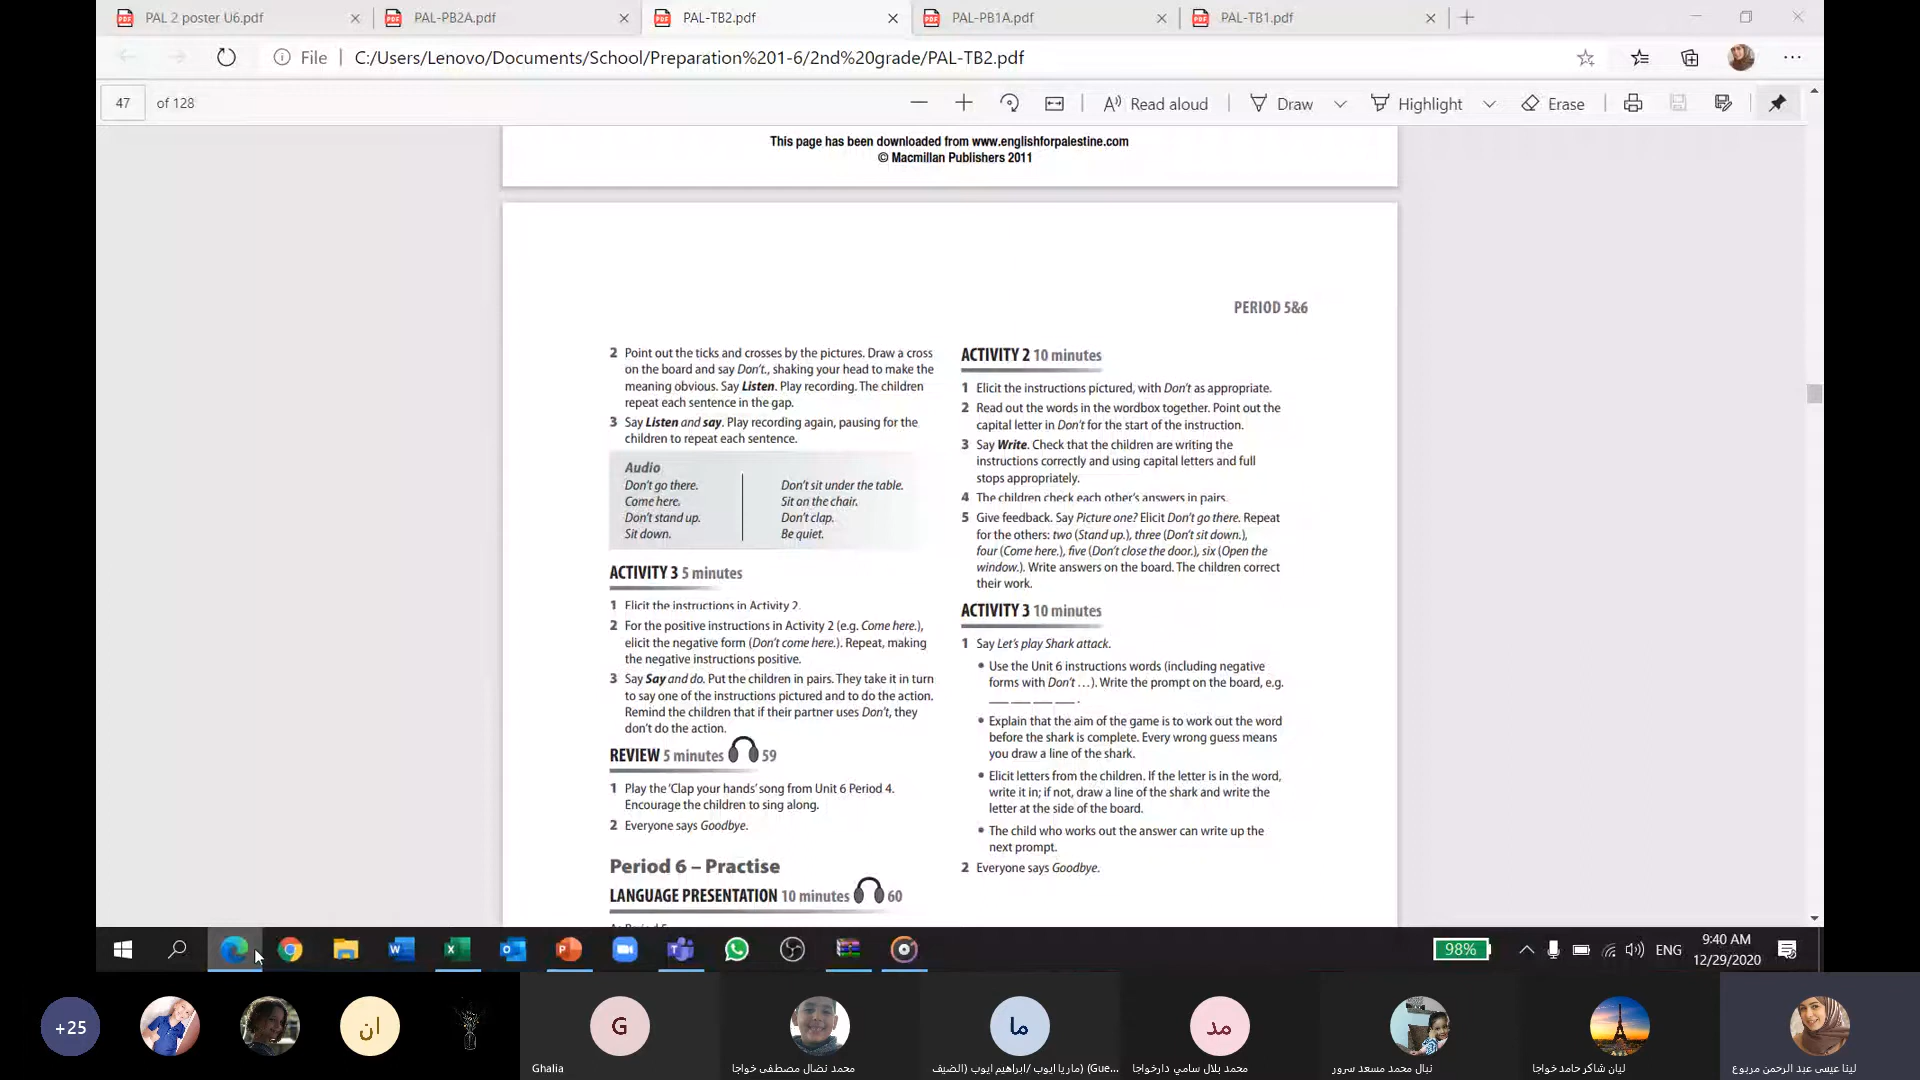 PAL 2 poster U6.pdf
PAL-PB2A.pdf
PAL-TB2.pdf
PAL-PB1A.pdf
PAL-TB1.pdf
File
C:/Users/Lenovo/Documents/School/Preparation%201-6/2nd%20grade/PAL-TB2.pdf
47 of 128
Read aloud
Draw
Highlight
Erase
This page has been downloaded from www.englishforpalestine.com
© Macmillan Publishers 2011
PERIOD 5&6
2 Point out the ticks and crosses by the pictures. Draw a cross
on the board and say Don't., shaking your head to make the
meaning obvious. Say Listen. Play recording. The children
repeat each sentence in the gap.
3 Say Listen and say. Play recording again, pausing for the
children to repeat each sentence.
Audio
Don't go there.
Come here.
Don't stand up.
Sit down.
Don't sit under the table.
Sit on the chair.
Don't clap.
Be quiet.
ACTIVITY 3 5 minutes
1 Elicit the instructions in Activity 2.
2 For the positive instructions in Activity 2 (e.g. Come here.),
elicit the negative form (Don't come here.). Repeat, making
the negative instructions positive.
3 Say Say and do. Put the children in pairs. They take it in turn
to say one of the instructions pictured and to do the action.
Remind the children that if their partner uses Don't, they
don't do the action.
REVIEW 5 minutes 59
1 Play the 'Clap your hands' song from Unit 6 Period 4.
Encourage the children to sing along.
2 Everyone says Goodbye.
Period 6 – Practise
LANGUAGE PRESENTATION 10 minutes 60
ACTIVITY 2 10 minutes
1 Elicit the instructions pictured, with Don't as appropriate.
2 Read out the words in the wordbox together. Point out the
capital letter in Don't for the start of the instruction.
3 Say Write. Check that the children are writing the
instructions correctly and using capital letters and full
stops appropriately.
4 The children check each other's answers in pairs.
5 Give feedback. Say Picture one? Elicit Don't go there. Repeat
for the others: two (Stand up.), three (Don't sit down.),
four (Come here.), five (Don't close the door.), six (Open the
window.). Write answers on the board. The children correct
their work.
ACTIVITY 3 10 minutes
1 Say Let's play Shark attack.
• Use the Unit 6 instructions words (including negative
forms with Don't …). Write the prompt on the board, e.g.
___ ___ ___ ___ .
• Explain that the aim of the game is to work out the word
before the shark is complete. Every wrong guess means
you draw a line of the shark.
• Elicit letters from the children. If the letter is in the word,
write it in; if not, draw a line of the shark and write the
letter at the side of the board.
• The child who works out the answer can write up the
next prompt.
2 Everyone says Goodbye.
98%
ENG
9:40 AM
12/29/2020
+25
ان
G
ما
مد
Ghalia
محمد نضال مصطفى خواجا
ماريا ايوب /ابراهيم ايوب (الضيف) (Gue...
محمد بلال سامي دارخواجا
نبال محمد مسعد سرور
ليان شاكر حامد خواجا
لينا عيسى عبد الرحمن مربوع